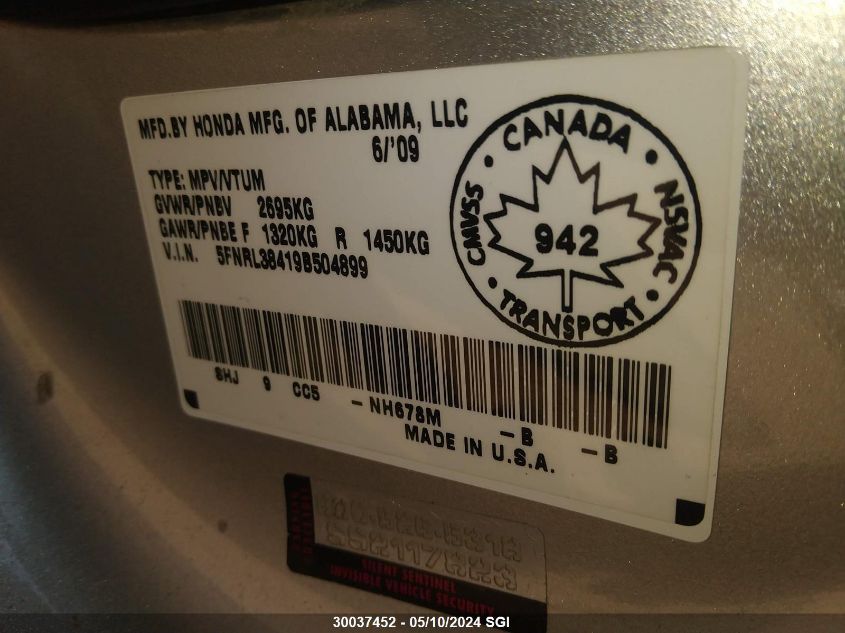 MFD.BY HONDA MFG. OF ALABAMA, LLC
6/'09
TYPE: MPV/VTUM
GVWR/PNBV 2695KG
GAWR/PNBE F 1320KG R 1450KG
V.I.N. 5FNRL38419B504899
CANADA
CMVSS
942
NSVAC
TRANSPORT
SHJ 9 CC5 -NH678M -B -B
MADE IN U.S.A.
SILENT SENTINEL
INVISIBLE VEHICLE SECURITY
30037452 - 05/10/2024 SGI